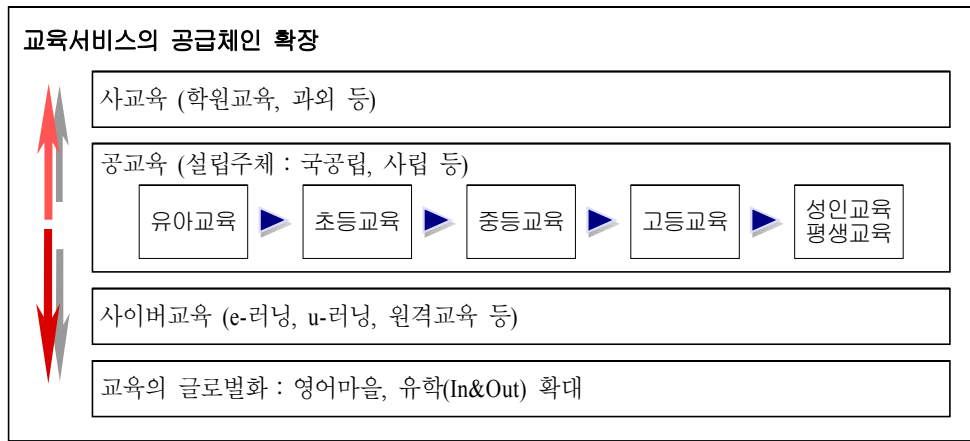 교육서비스의 공급체인 확장
사교육 (학원교육, 과외 등)
공교육 (설립주체 : 국공립, 사립 등)
유아교육
초등교육
중등교육
고등교육
성인교육
평생교육
사이버교육 (e-러닝, u-러닝, 원격교육 등)
교육의 글로벌화 : 영어마을, 유학(In&Out) 확대